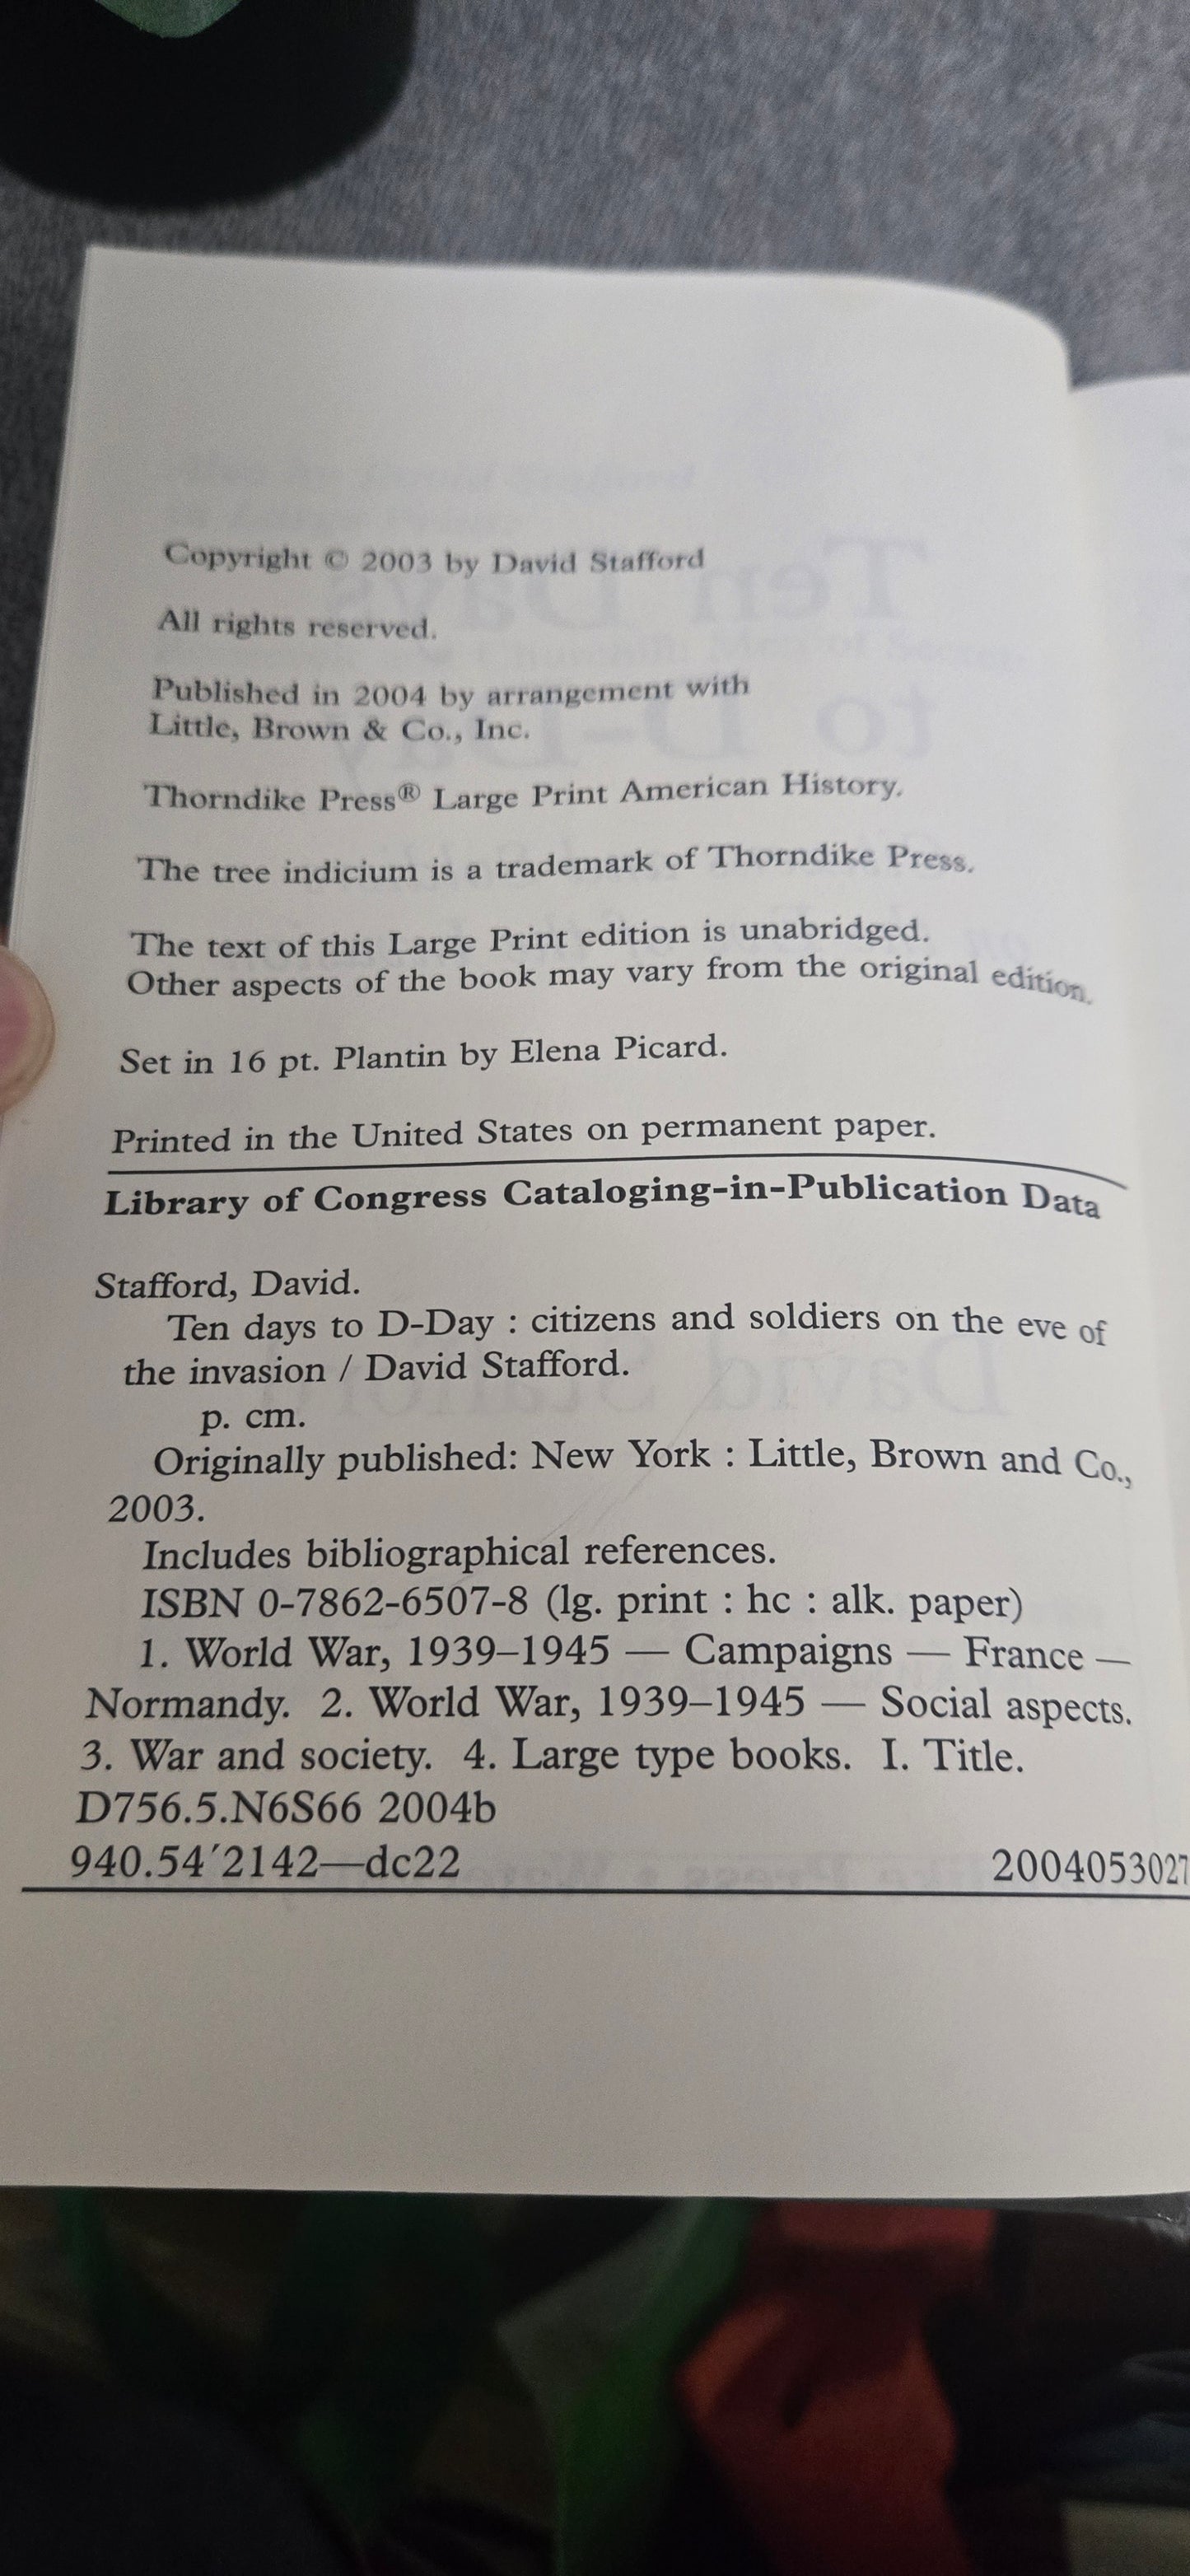 Copyright © 2003 by David Stafford
All rights reserved.
Published in 2004 by arrangement with
Little, Brown & Co., Inc.
Thorndike Press® Large Print American History.
The tree indicium is a trademark of Thorndike Press.
The text of this Large Print edition is unabridged.
Other aspects of the book may vary from the original edition.
Set in 16 pt. Plantin by Elena Picard.
Printed in the United States on permanent paper.
Library of Congress Cataloging-in-Publication Data
Stafford, David.
Ten days to D-Day : citizens and soldiers on the eve of
the invasion / David Stafford.
p. cm.
Originally published: New York : Little, Brown and Co.,
2003.
Includes bibliographical references.
ISBN 0-7862-6507-8 (lg. print : hc : alk. paper)
1. World War, 1939–1945 — Campaigns — France —
Normandy. 2. World War, 1939–1945 — Social aspects.
3. War and society. 4. Large type books. I. Title.
D756.5.N6S66 2004b
940.54′2142—dc22 2004053027